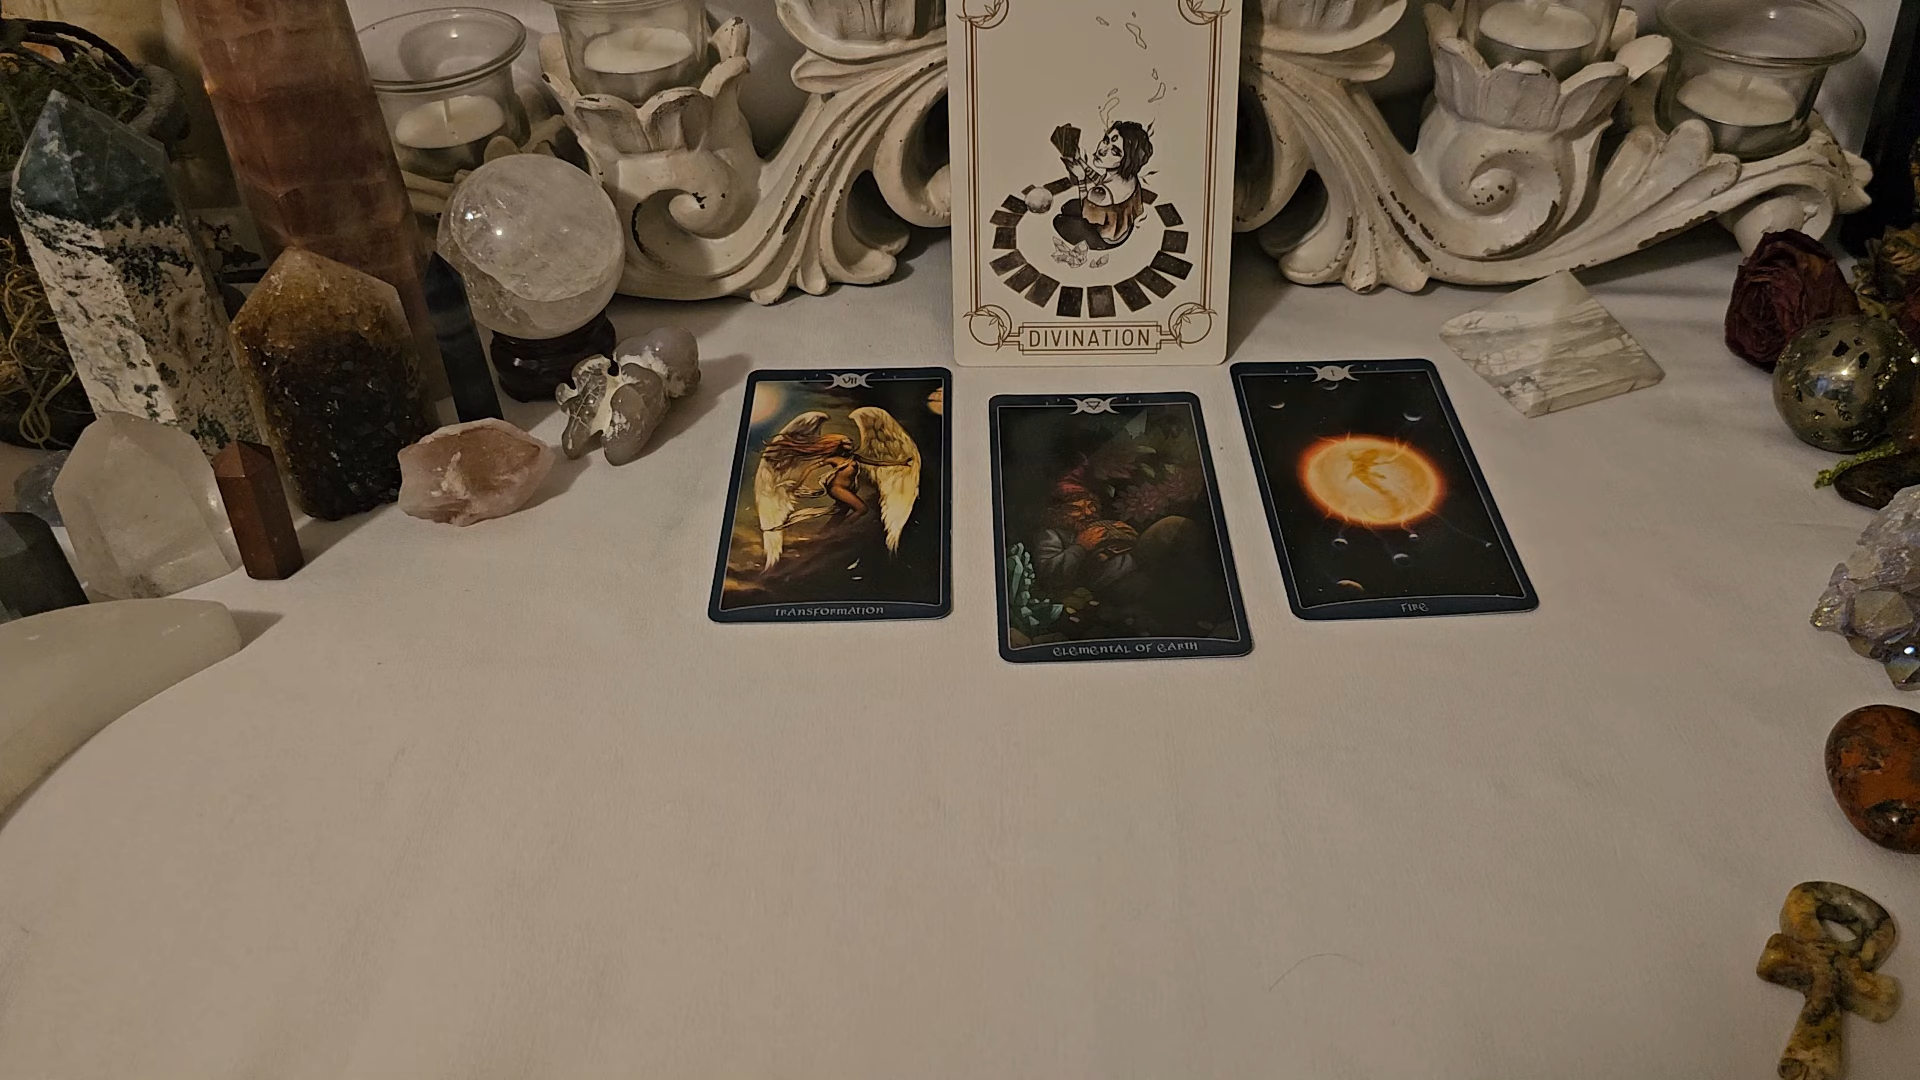 DIVINATION
VII
I
TRANSFORMATION
ELEMENTAL OF EARTH
FIRE